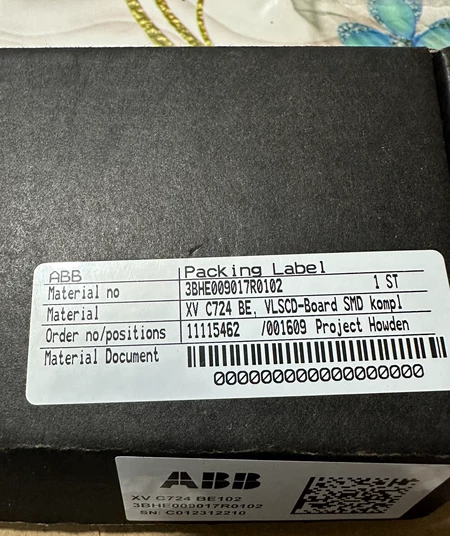 ABB Packing Label
Material no 3BHE009017R0102 1 ST
Material XV C724 BE, VLSCD-Board SMD kompl
Order no/positions 11115462 /001609 Project Howden
Material Document
000000000000000000
ABB
XV C724 BE102
3BHE009017R0102
SN: C012312210